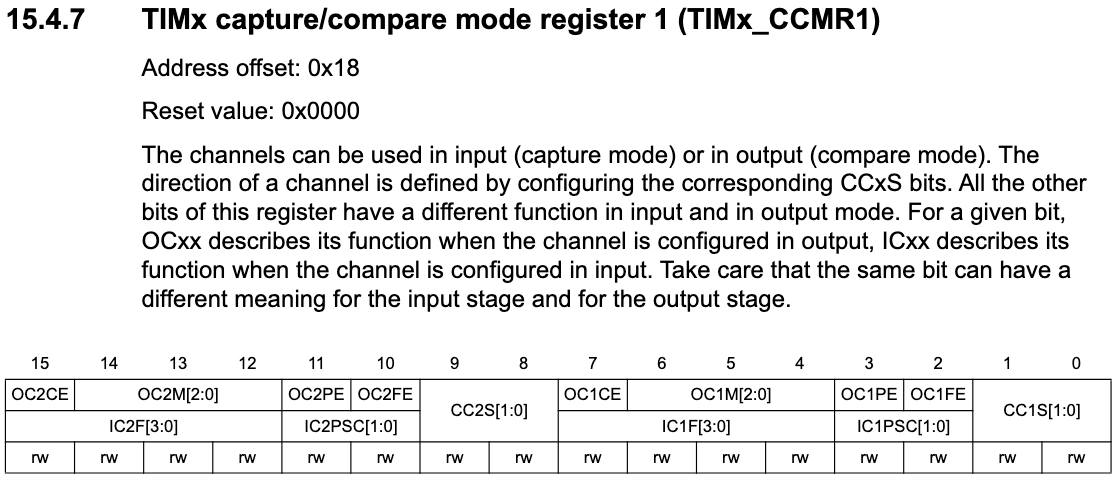 15.4.7 TIMx capture/compare mode register 1 (TIMx_CCMR1)
Address offset: 0x18
Reset value: 0x0000
The channels can be used in input (capture mode) or in output (compare mode). The
direction of a channel is defined by configuring the corresponding CCxS bits. All the other
bits of this register have a different function in input and in output mode. For a given bit,
OCxx describes its function when the channel is configured in output, ICxx describes its
function when the channel is configured in input. Take care that the same bit can have a
different meaning for the input stage and for the output stage.
15 14 13 12 11 10 9 8 7 6 5 4 3 2 1 0
OC2CE OC2M[2:0] OC2PE OC2FE CC2S[1:0] OC1CE OC1M[2:0] OC1PE OC1FE CC1S[1:0]
IC2F[3:0] IC2PSC[1:0] IC1F[3:0] IC1PSC[1:0]
rw rw rw rw rw rw rw rw rw rw rw rw rw rw rw rw